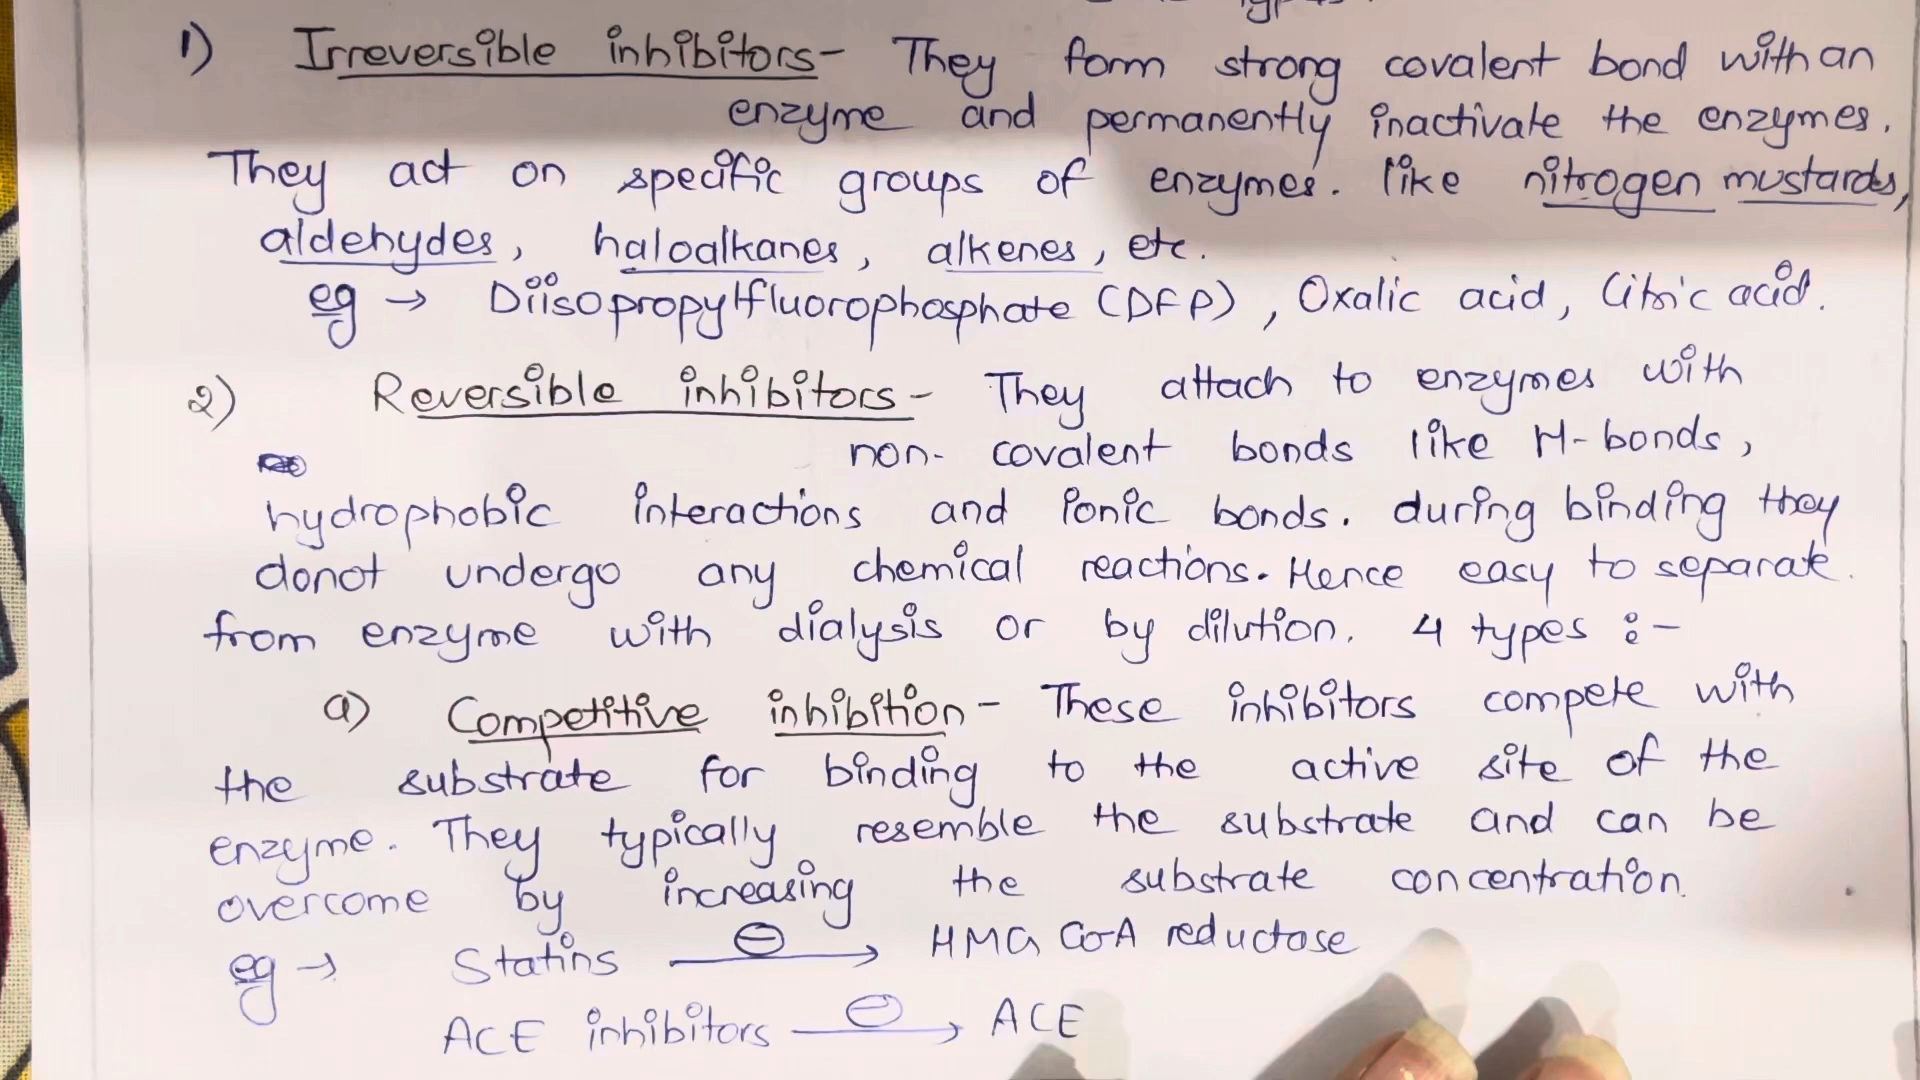 1) Irreversible inhibitors- They form strong covalent bond with an
enzyme and permanently inactivate the enzymes.
They act on specific groups of enzymes. like nitrogen mustards,
aldehydes, haloalkanes, alkenes, etc.
eg → Diisopropylfluorophosphate (DFP), Oxalic acid, Citric acid.
2) Reversible inhibitors- They attach to enzymes with
non-covalent bonds like H-bonds,
hydrophobic interactions and ionic bonds. during binding they
donot undergo any chemical reactions. Hence easy to separate
from enzyme with dialysis or by dilution. 4 types :-
a) Competitive inhibition- These inhibitors compete with
the substrate for binding to the active site of the
enzyme. They typically resemble the substrate and can be
overcome by increasing the substrate concentration.
eg → Statins ⊖→ HMG CoA reductase
ACE inhibitors ⊖→ ACE